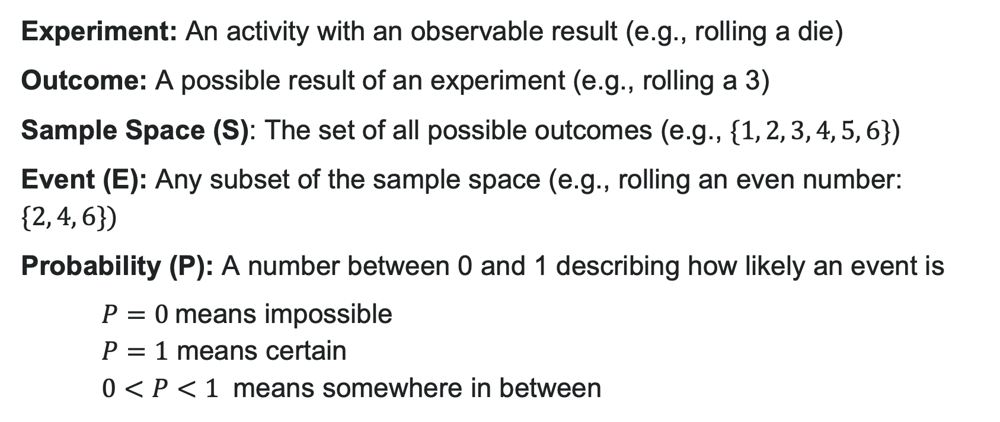 Experiment: An activity with an observable result (e.g., rolling a die)
Outcome: A possible result of an experiment (e.g., rolling a 3)
Sample Space (S): The set of all possible outcomes (e.g., {1, 2, 3, 4, 5, 6})
Event (E): Any subset of the sample space (e.g., rolling an even number:
{2, 4, 6})
Probability (P): A number between 0 and 1 describing how likely an event is
P = 0 means impossible
P = 1 means certain
0 < P < 1 means somewhere in between